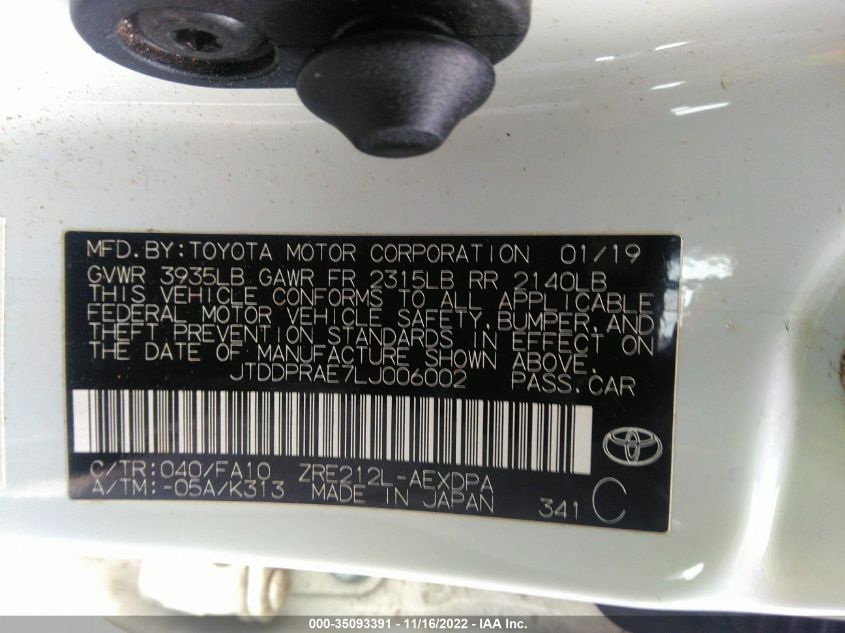 MFD.BY:TOYOTA MOTOR CORPORATION 01/19
GVWR 3935LB GAWR FR 2315LB RR 2140LB
THIS VEHICLE CONFORMS TO ALL APPLICABLE
FEDERAL MOTOR VEHICLE SAFETY,BUMPER,AND
THEFT PREVENTION STANDARDS IN EFFECT ON
THE DATE OF MANUFACTURE SHOWN ABOVE.
JTDDPRAE7LJ006002 PASS.CAR
C/TR:040/FA10 ZRE212L-AEXDPA
A/TM:-05A/K313 MADE IN JAPAN 341 C
000-35093391 - 11/16/2022 - IAA Inc.